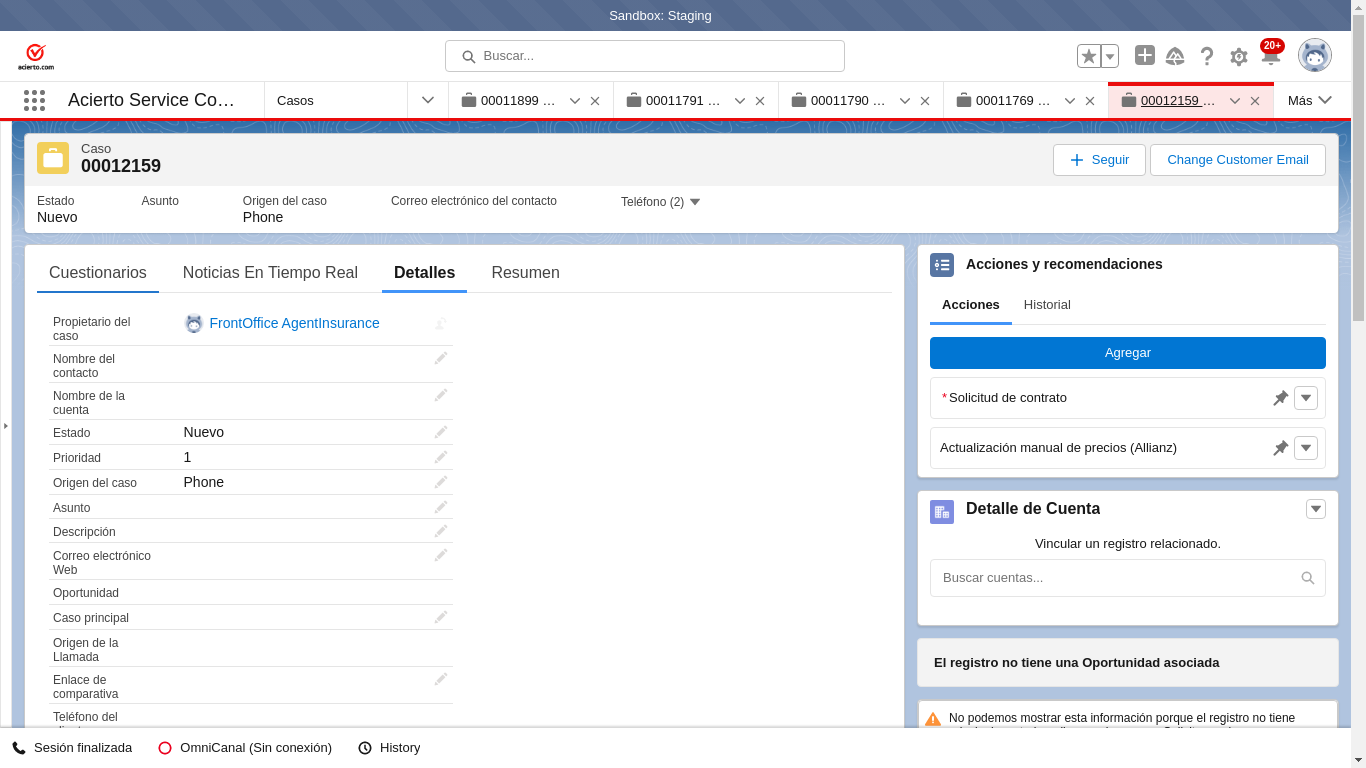 Sandbox: Staging
acierto.com
Buscar...
20+
Acierto Service Co…
Casos
00011899 …
00011791 …
00011790 …
00011769 …
00012159 …
Más
Caso
00012159
Seguir
Change Customer Email
Estado
Nuevo
Asunto
Origen del caso
Phone
Correo electrónico del contacto
Teléfono (2)
Cuestionarios
Noticias En Tiempo Real
Detalles
Resumen
Propietario del
caso
FrontOffice AgentInsurance
Nombre del
contacto
Nombre de la
cuenta
Estado
Nuevo
Prioridad
1
Origen del caso
Phone
Asunto
Descripción
Correo electrónico
Web
Oportunidad
Caso principal
Origen de la
Llamada
Enlace de
comparativa
Teléfono del
Acciones y recomendaciones
Acciones
Historial
Agregar
*Solicitud de contrato
Actualización manual de precios (Allianz)
Detalle de Cuenta
Vincular un registro relacionado.
Buscar cuentas...
El registro no tiene una Oportunidad asociada
No podemos mostrar esta información porque el registro no tiene
Sesión finalizada
OmniCanal (Sin conexión)
History